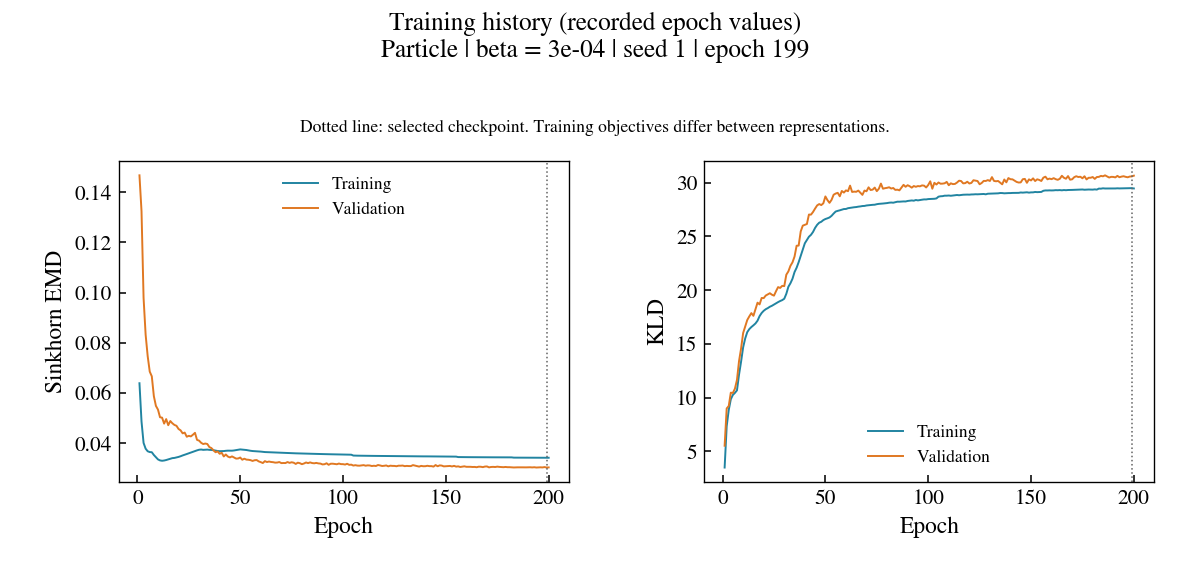 Training history (recorded epoch values)
Particle | beta = 3e-04 | seed 1 | epoch 199
Dotted line: selected checkpoint. Training objectives differ between representations.
Sinkhorn EMD
0.14
0.12
0.10
0.08
0.06
0.04
Training
Validation
0
50
100
150
200
Epoch
KLD
30
25
20
15
10
5
Training
Validation
0
50
100
150
200
Epoch